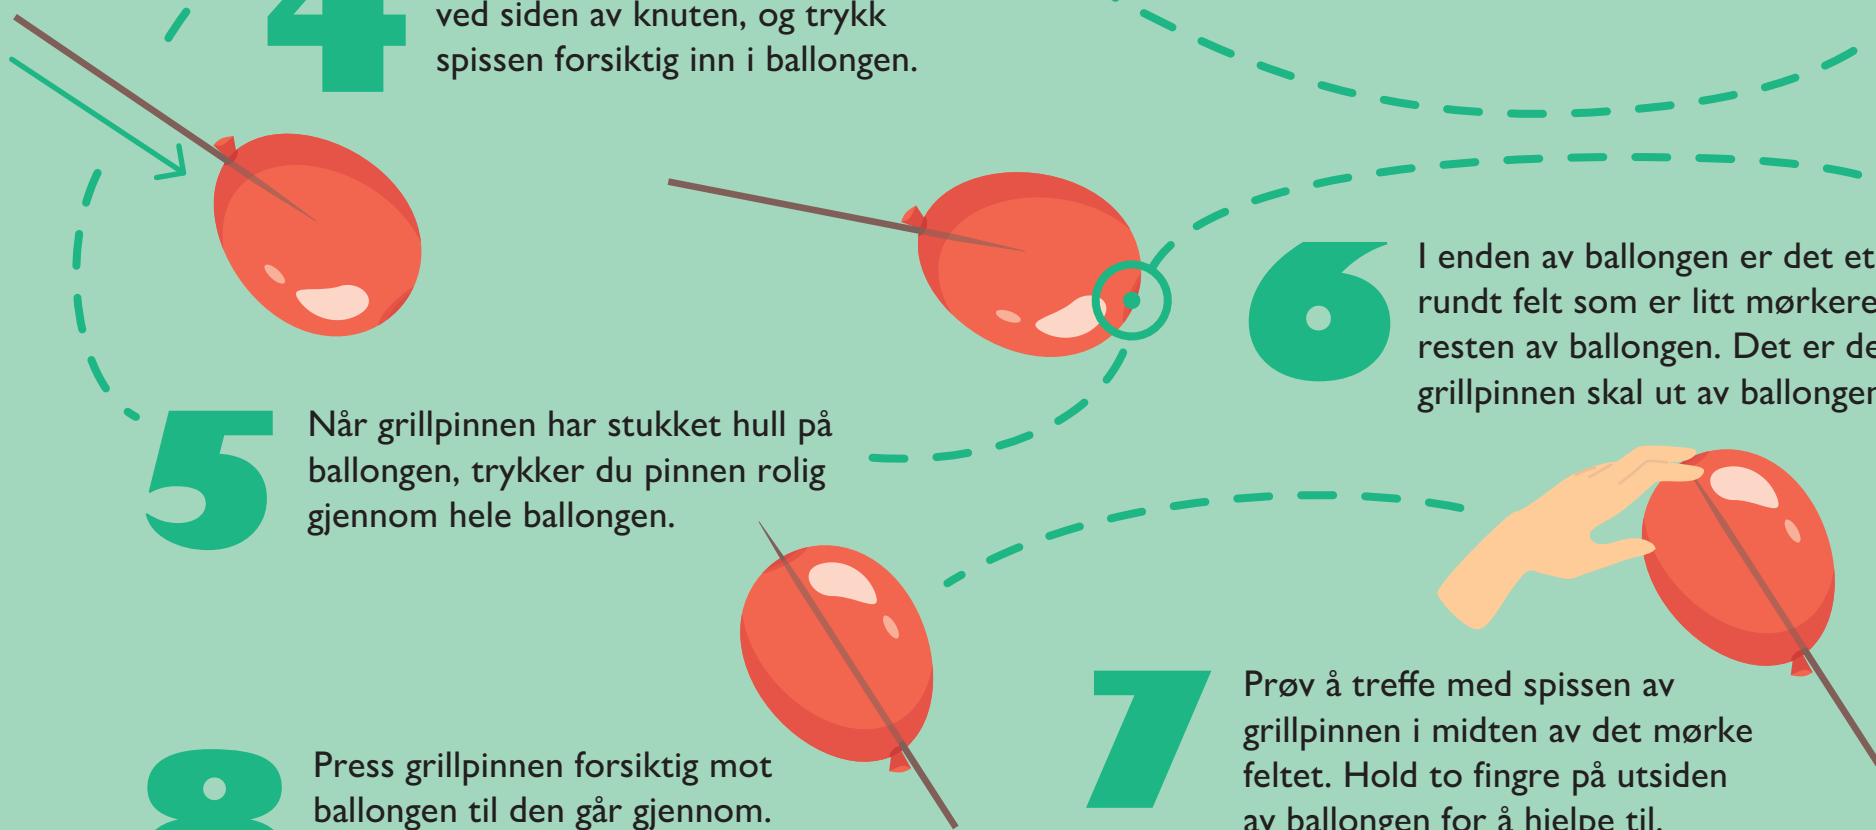 4
ved siden av knuten, og trykk
spissen forsiktig inn i ballongen.
5
Når grillpinnen har stukket hull på
ballongen, trykker du pinnen rolig
gjennom hele ballongen.
6
I enden av ballongen er det et
rundt felt som er litt mørkere
resten av ballongen. Det er
grillpinnen skal ut av
7
Prøv å treffe med spissen av
grillpinnen i midten av det mørke
feltet. Hold to fingre på utsiden
av ballongen for å hjelpe til.
8
Press grillpinnen forsiktig mot
ballongen til den går gjennom.